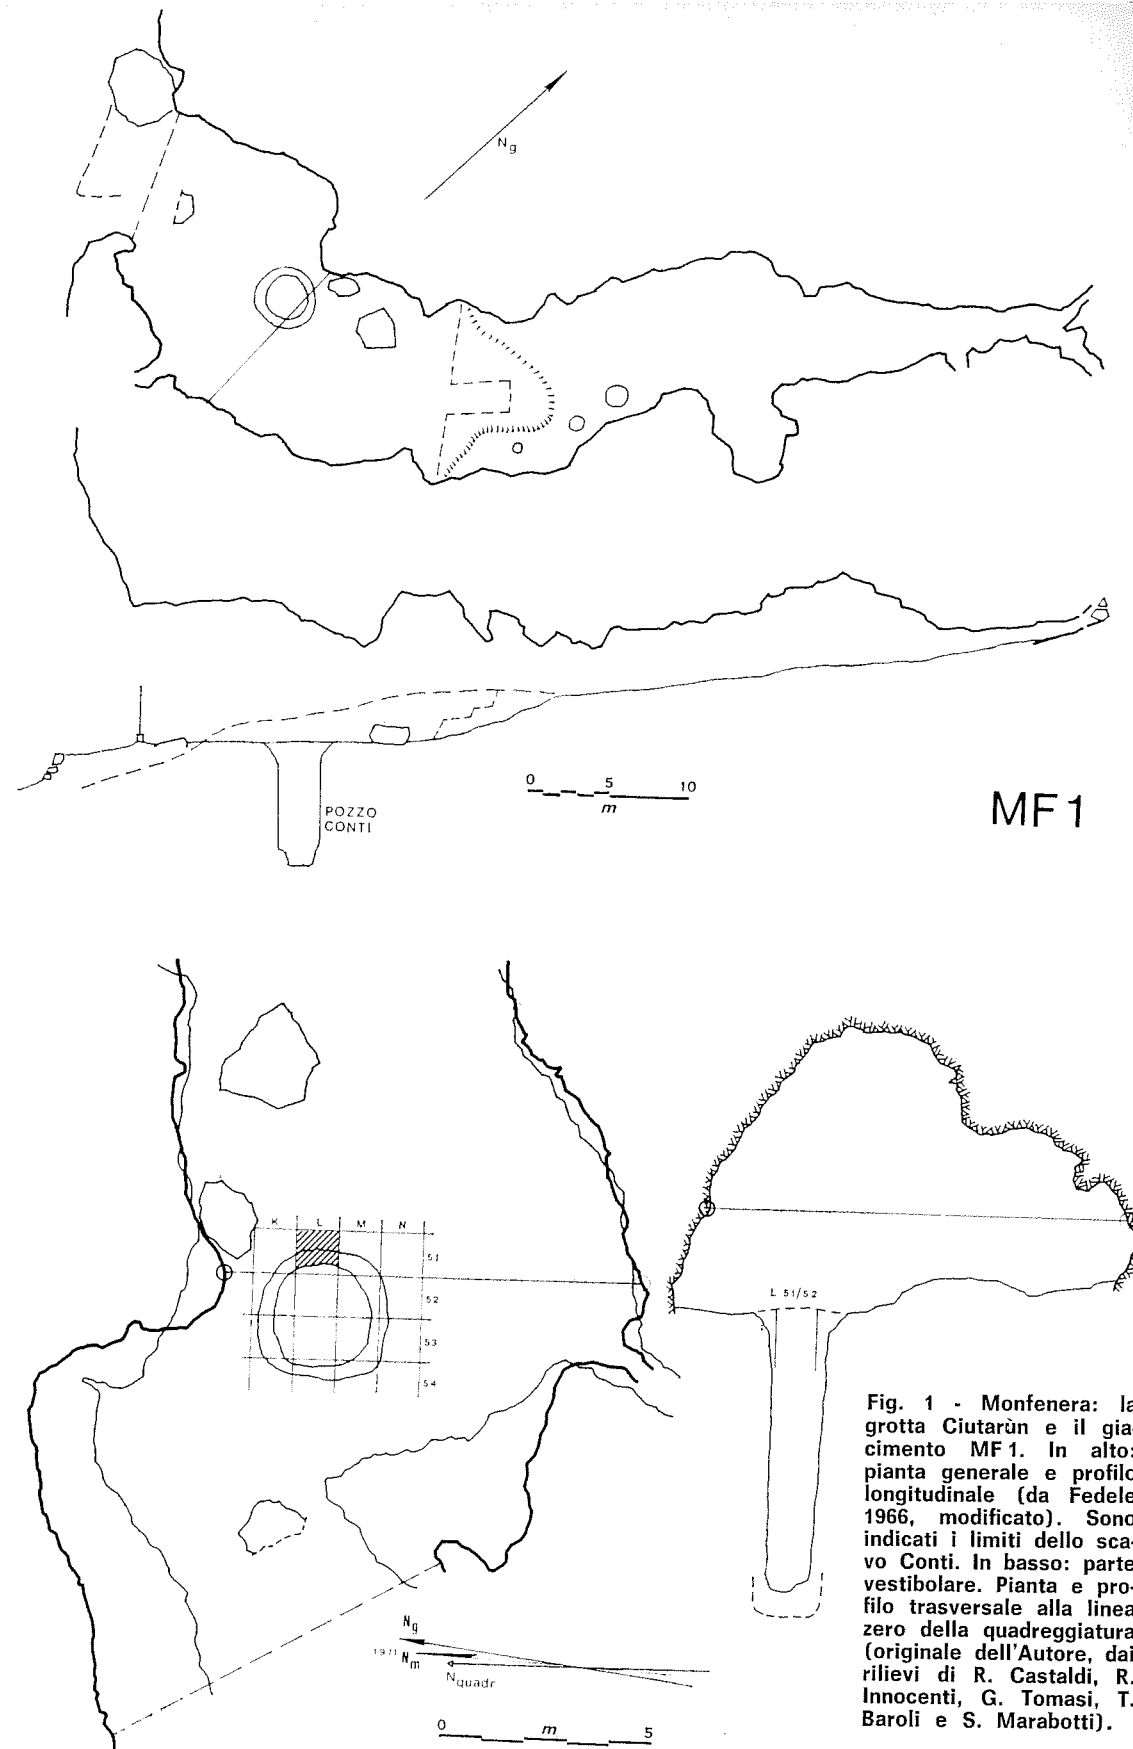 Ng
0 5 10
m
POZZO
CONTI
MF1
K L M N
51
52
53
54
L 51/52
Ng
1971 Nm
Nquadr
0 m 5
Fig. 1 - Monfenera: la
grotta Ciutarùn e il gia-
cimento MF1. In alto:
pianta generale e profilo
longitudinale (da Fedele
1966, modificato). Sono
indicati i limiti dello sca-
vo Conti. In basso: parte
vestibolare. Pianta e pro-
filo trasversale alla linea
zero della quadreggiatura
(originale dell'Autore, dai
rilievi di R. Castaldi, R.
Innocenti, G. Tomasi, T.
Baroli e S. Marabotti).